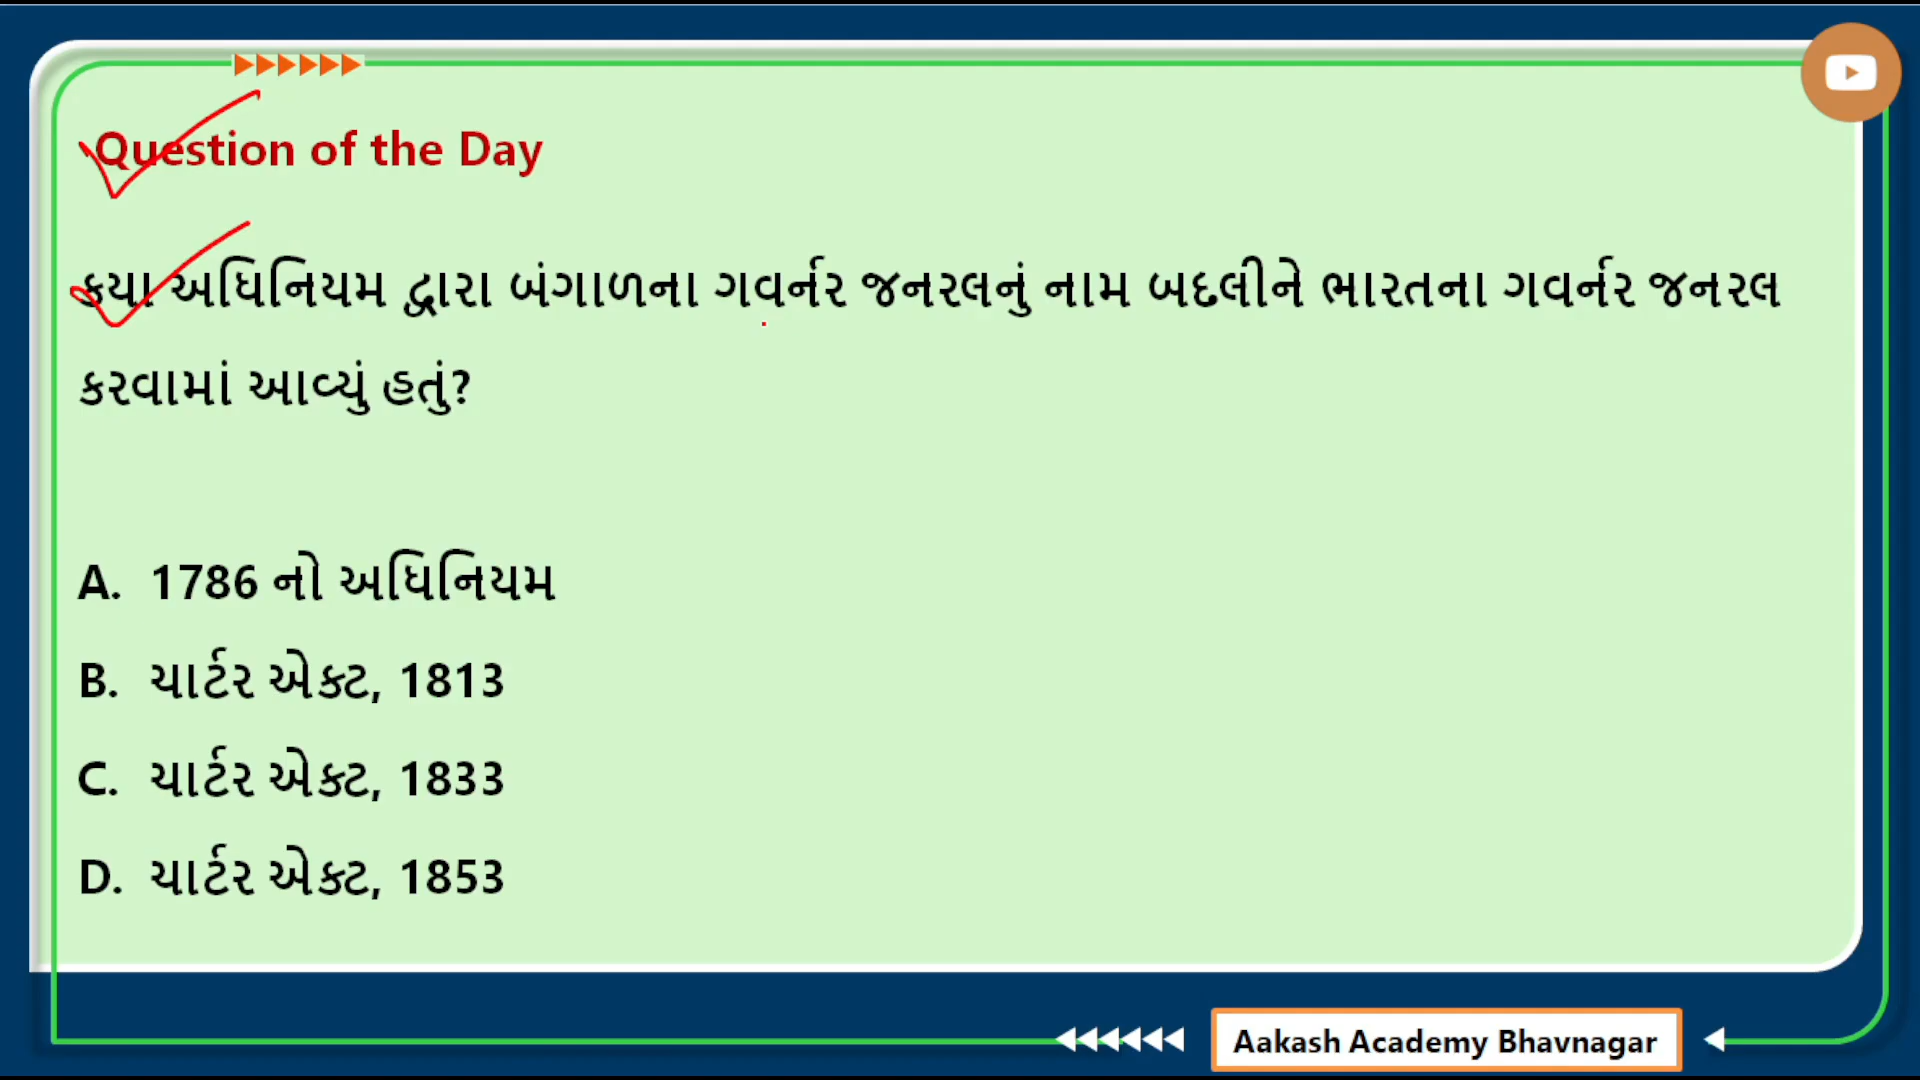 Question of the Day
કયા અધિનિયમ દ્વારા બંગાળના ગવર્નર જનરલનું નામ બદલીને ભારતના ગવર્નર જનરલ
કરવામાં આવ્યું હતું?
A. 1786 નો અધિનિયમ
B. ચાર્ટર એક્ટ, 1813
C. ચાર્ટર એક્ટ, 1833
D. ચાર્ટર એક્ટ, 1853
Aakash Academy Bhavnagar